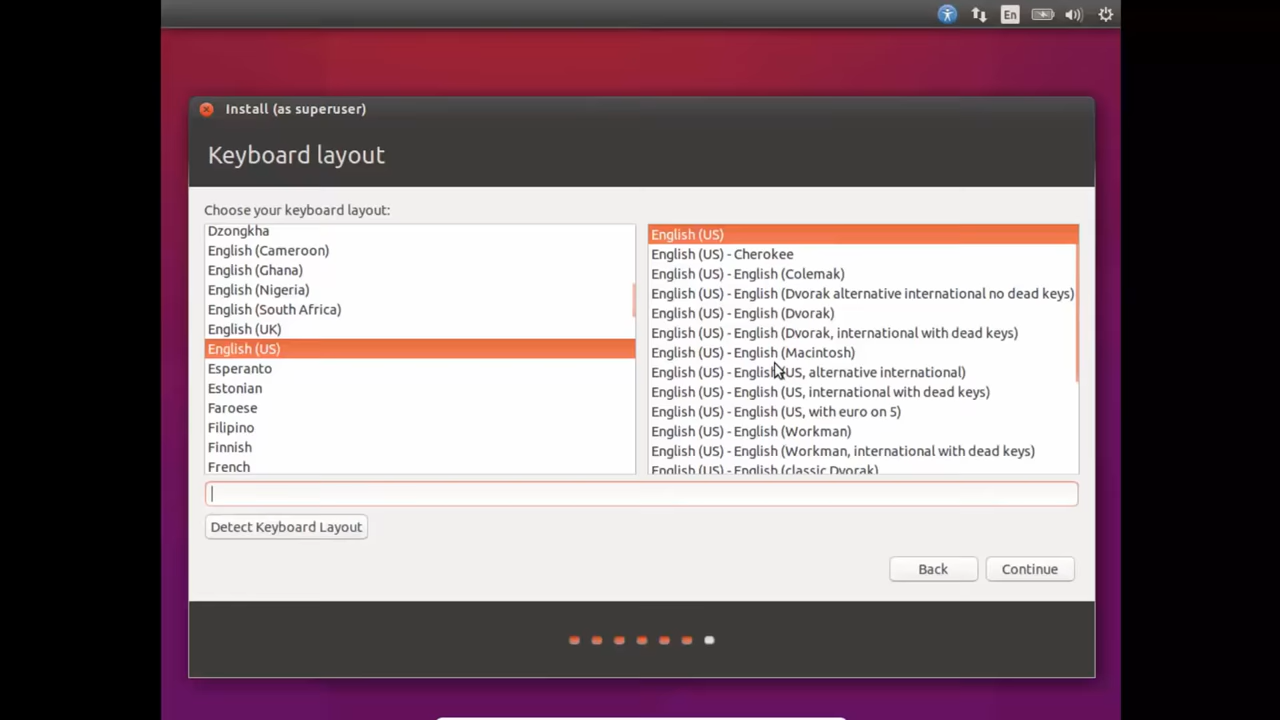 En
Install (as superuser)
Keyboard layout
Choose your keyboard layout:
Dzongkha
English (Cameroon)
English (Ghana)
English (Nigeria)
English (South Africa)
English (UK)
English (US)
Esperanto
Estonian
Faroese
Filipino
Finnish
French
English (US)
English (US) - Cherokee
English (US) - English (Colemak)
English (US) - English (Dvorak alternative international no dead keys)
English (US) - English (Dvorak)
English (US) - English (Dvorak, international with dead keys)
English (US) - English (Macintosh)
English (US) - English (US, alternative international)
English (US) - English (US, international with dead keys)
English (US) - English (US, with euro on 5)
English (US) - English (Workman)
English (US) - English (Workman, international with dead keys)
English (US) - English (classic Dvorak)
Detect Keyboard Layout
Back
Continue